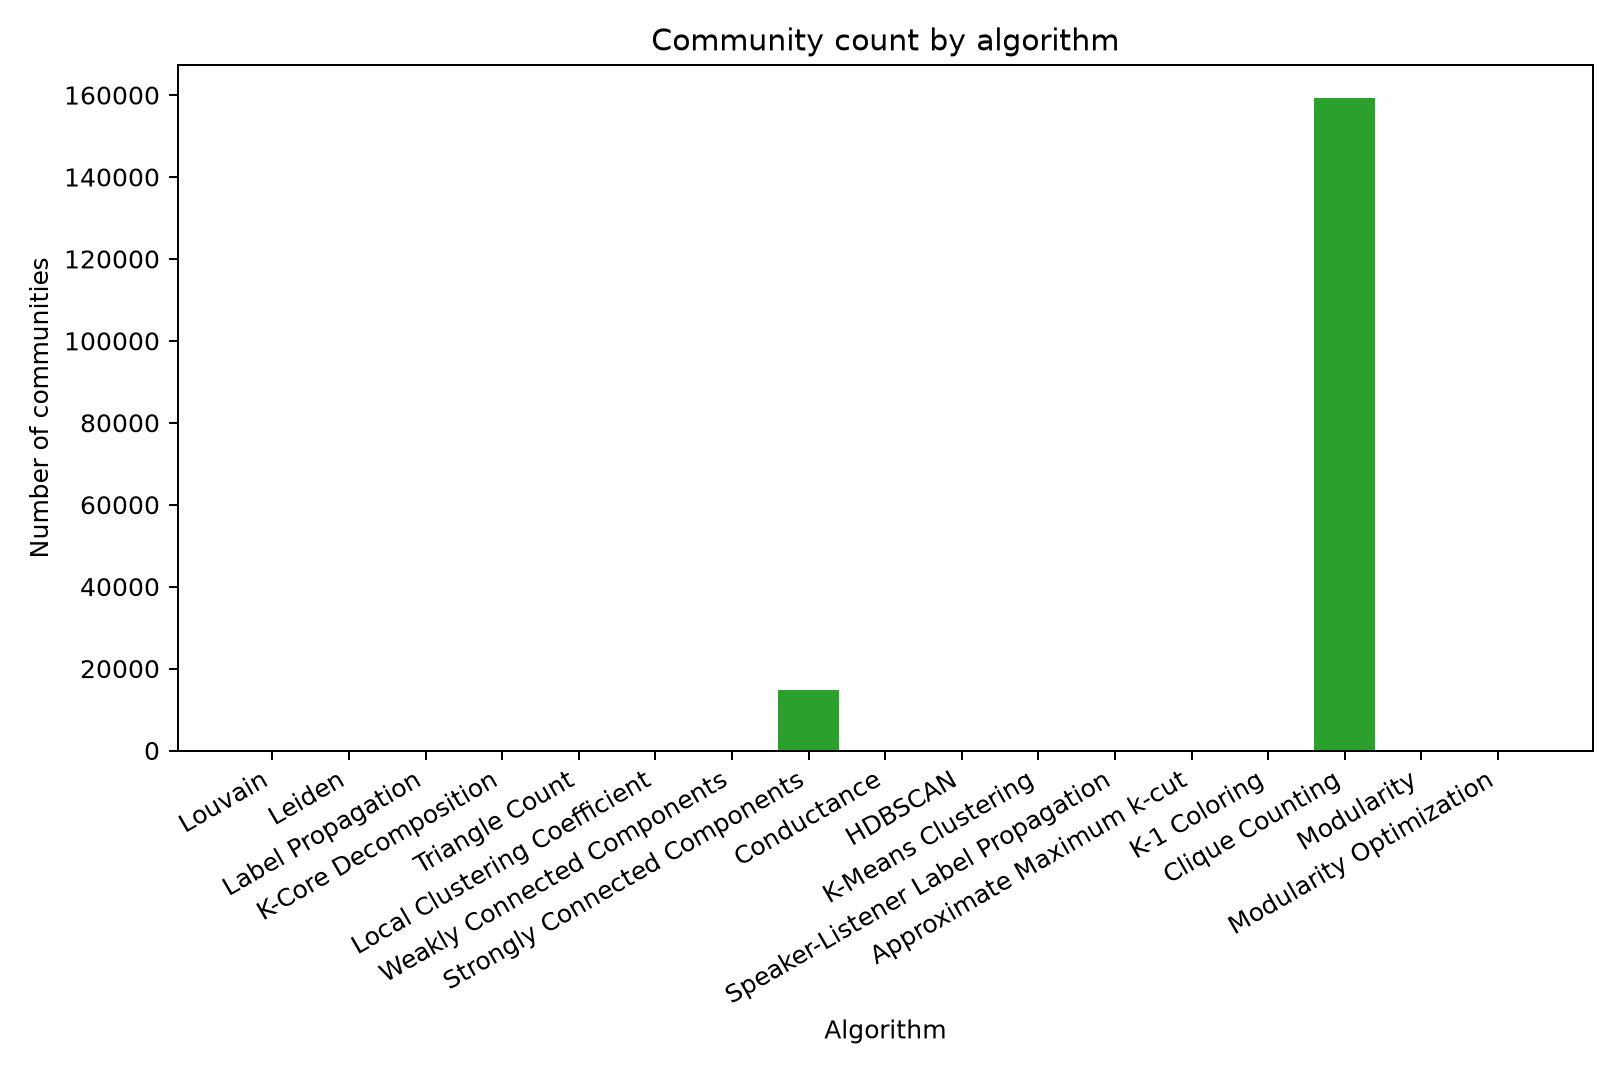 Community count by algorithm
160000
140000
120000
100000
80000
60000
40000
20000
0
Number of communities
Louvain
Leiden
Label Propagation
K-Core Decomposition
Triangle Count
Local Clustering Coefficient
Weakly Connected Components
Strongly Connected Components
Conductance
HDBSCAN
K-Means Clustering
Speaker-Listener Label Propagation
Approximate Maximum k-cut
K-1 Coloring
Clique Counting
Modularity
Modularity Optimization
Algorithm